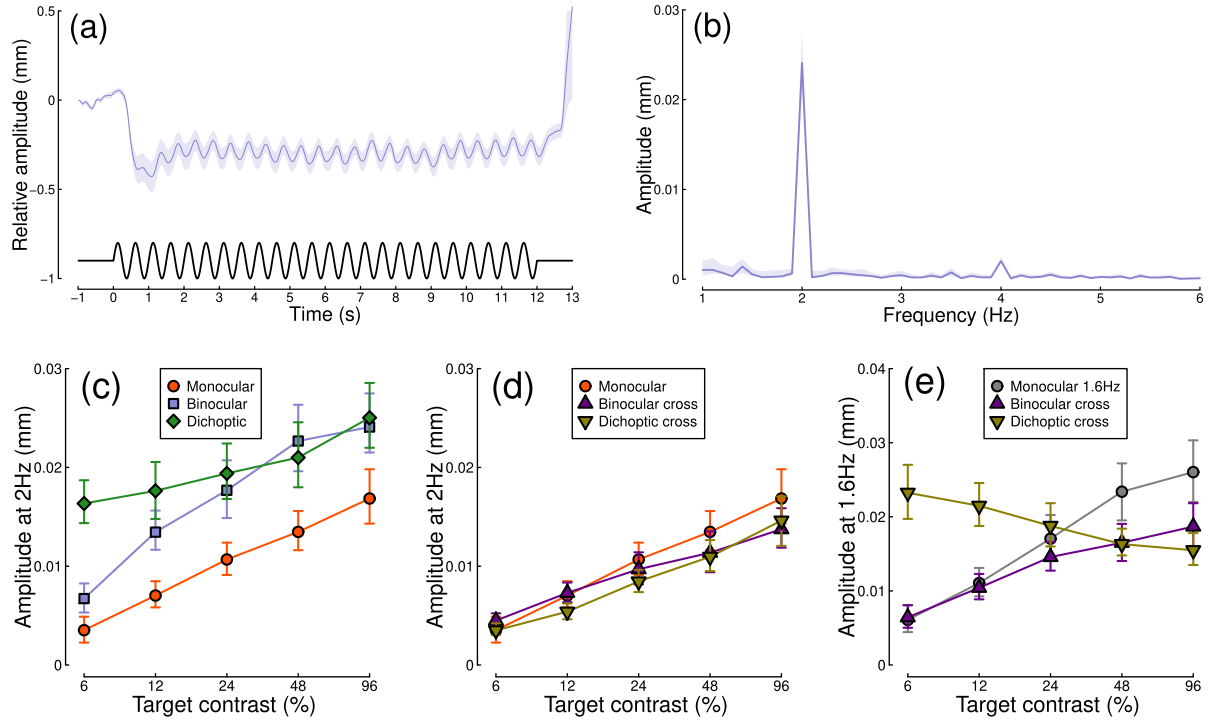 (a)
Relative amplitude (mm)
0.5
0
−0.5
−1
−1 0 1 2 3 4 5 6 7 8 9 10 11 12 13
Time (s)
(b)
Amplitude (mm)
0.03
0.02
0.01
0
1 2 3 4 5 6
Frequency (Hz)
(c)
Monocular
Binocular
Dichoptic
Amplitude at 2Hz (mm)
0.03
0.02
0.01
0
6 12 24 48 96
Target contrast (%)
(d)
Monocular
Binocular cross
Dichoptic cross
Amplitude at 2Hz (mm)
0.03
0.02
0.01
0
6 12 24 48 96
Target contrast (%)
(e)
Monocular 1.6Hz
Binocular cross
Dichoptic cross
Amplitude at 1.6Hz (mm)
0.04
0.03
0.02
0.01
0
6 12 24 48 96
Target contrast (%)